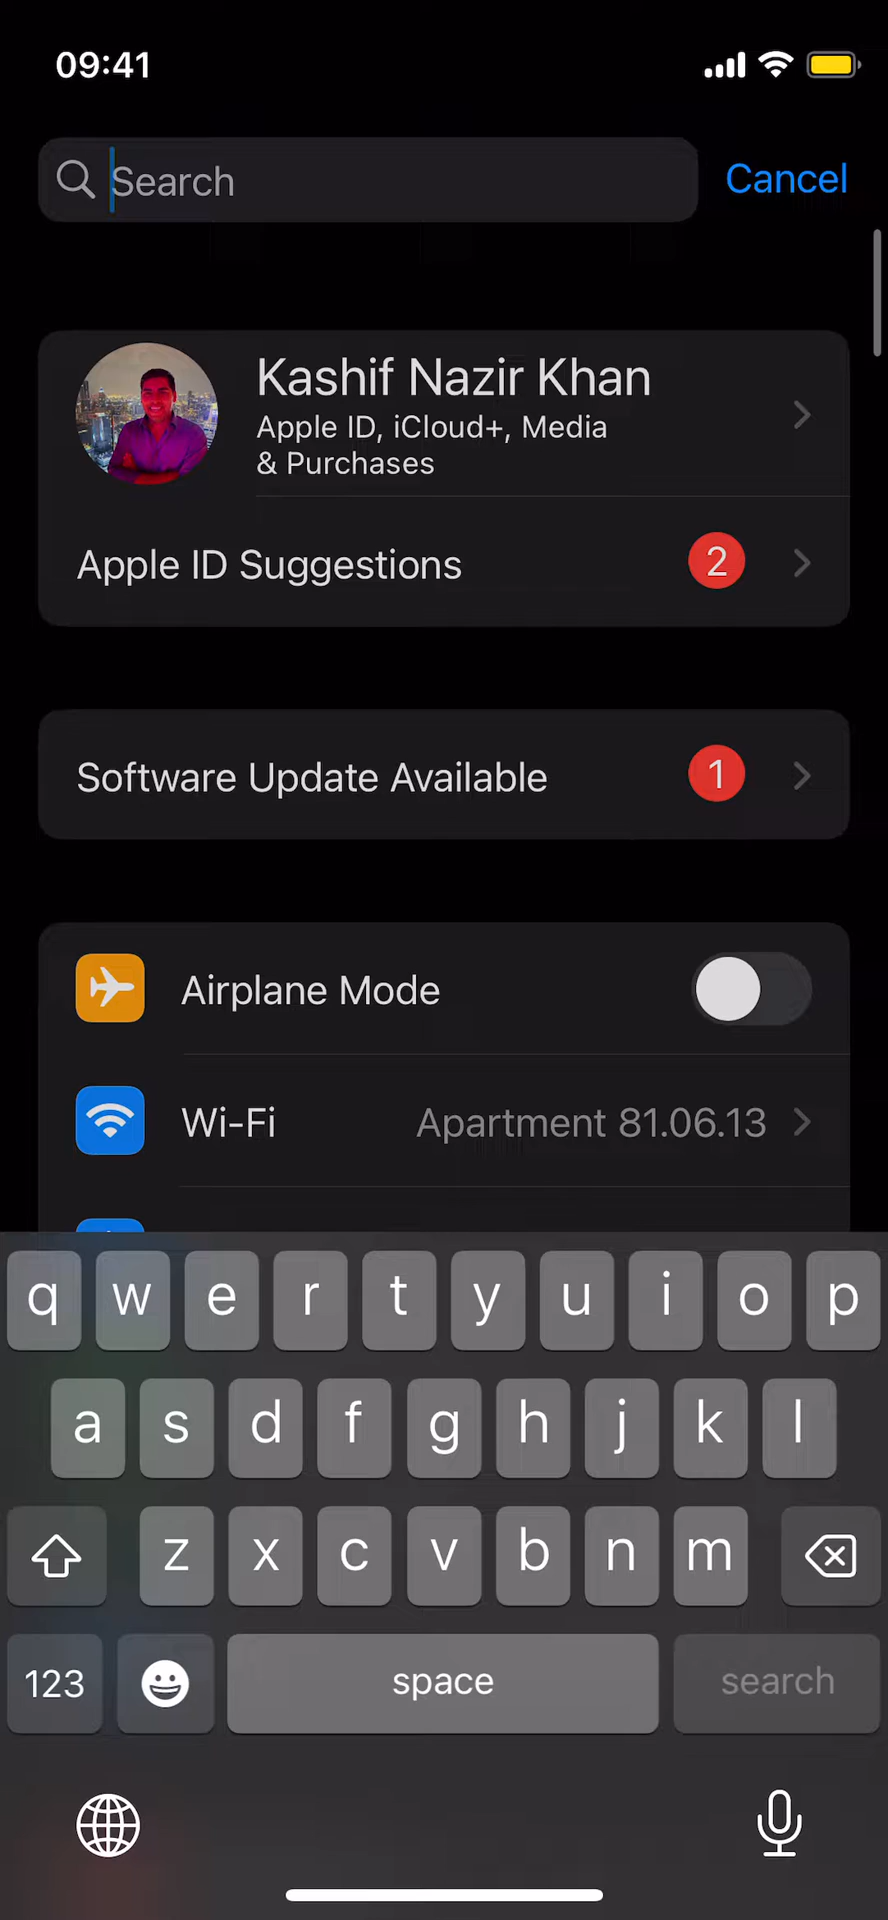 09:41
Search
Cancel
Kashif Nazir Khan
Apple ID, iCloud+, Media
& Purchases
Apple ID Suggestions 2
Software Update Available 1
Airplane Mode
Wi-Fi Apartment 81.06.13
q w e r t y u i o p
a s d f g h j k l
z x c v b n m
123 space search